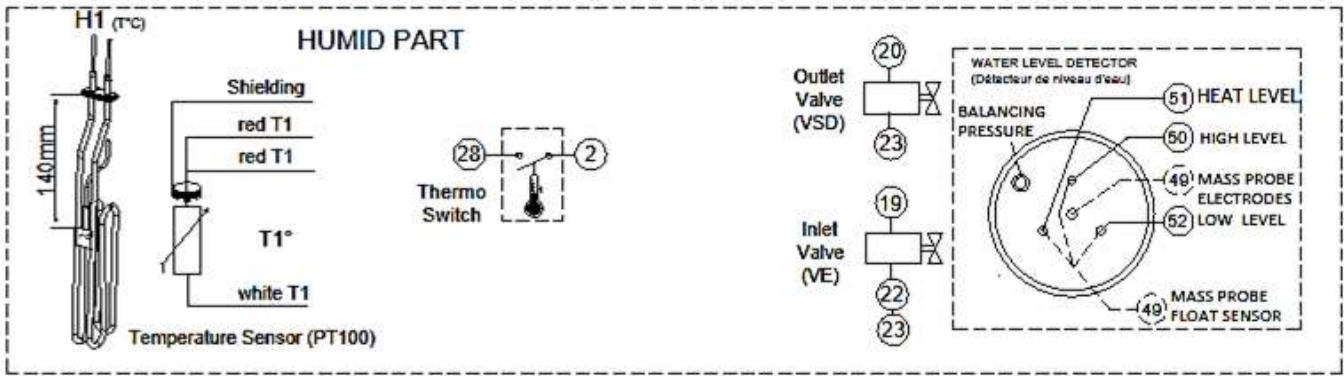 H1 (T°C)
HUMID PART
140mm
Shielding
red T1
red T1
T1°
white T1
Temperature Sensor (PT100)
28
2
Thermo
Switch
20
Outlet
Valve
(VSD)
23
19
Inlet
Valve
(VE)
22
23
WATER LEVEL DETECTOR
(Détecteur de niveau d'eau)
BALANCING
PRESSURE
51 HEAT LEVEL
50 HIGH LEVEL
49 MASS PROBE
ELECTRODES
52 LOW LEVEL
49 MASS PROBE
FLOAT SENSOR